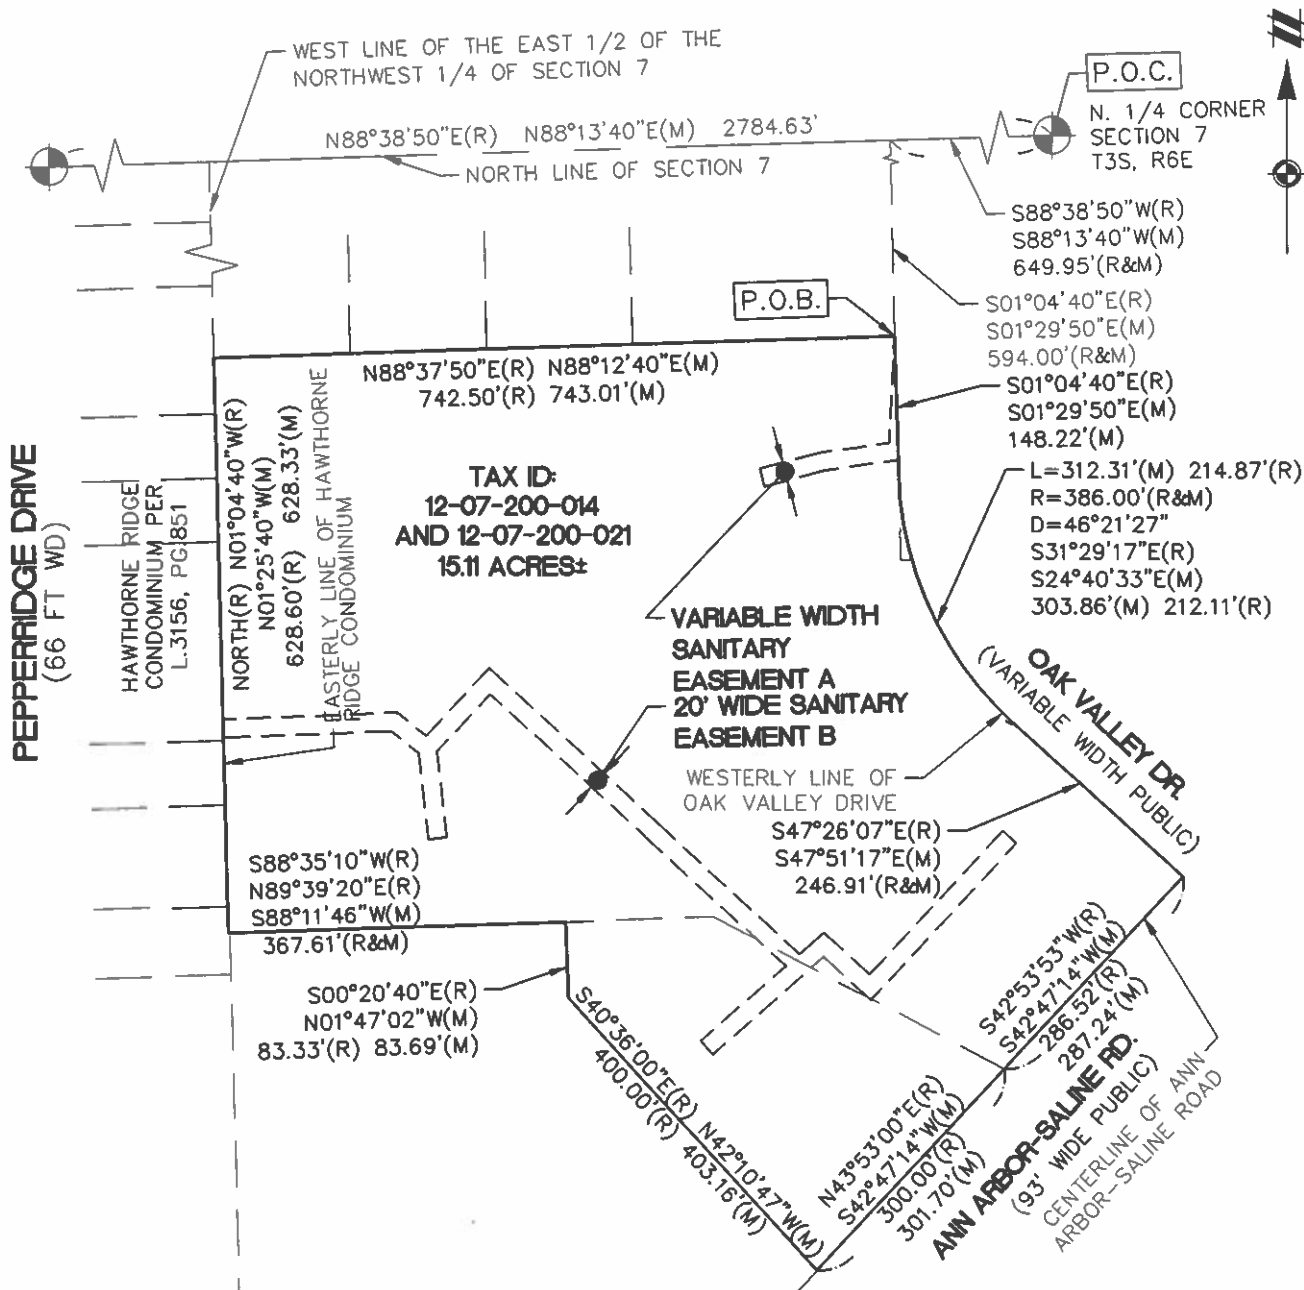 WEST LINE OF THE EAST 1/2 OF THE
NORTHWEST 1/4 OF SECTION 7
P.O.C.
N. 1/4 CORNER
SECTION 7
T3S, R6E
N88°38'50"E(R) N88°13'40"E(M) 2784.63'
NORTH LINE OF SECTION 7
S88°38'50"W(R)
S88°13'40"W(M)
649.95'(R&M)
P.O.B.
S01°04'40"E(R)
S01°29'50"E(M)
594.00'(R&M)
S01°04'40"E(R)
S01°29'50"E(M)
148.22'(M)
N88°37'50"E(R) N88°12'40"E(M)
742.50'(R) 743.01'(M)
L=312.31'(M) 214.87'(R)
R=386.00'(R&M)
D=46°21'27"
S31°29'17"E(R)
S24°40'33"E(M)
303.86'(M) 212.11'(R)
PEPPERRIDGE DRIVE
(66 FT WD)
HAWTHORNE RIDGE
CONDOMINIUM PER
L.3156, PG.851
NORTH(R) N01°04'40"W(R)
N01°25'40"W(M)
628.60'(R) 628.33'(M)
EASTERLY LINE OF HAWTHORNE
RIDGE CONDOMINIUM
TAX ID:
12-07-200-014
AND 12-07-200-021
15.11 ACRES±
VARIABLE WIDTH
SANITARY
EASEMENT A
20' WIDE SANITARY
EASEMENT B
OAK VALLEY DR.
(VARIABLE WIDTH PUBLIC)
WESTERLY LINE OF
OAK VALLEY DRIVE
S47°26'07"E(R)
S47°51'17"E(M)
246.91'(R&M)
S88°35'10"W(R)
N89°39'20"E(R)
S88°11'46"W(M)
367.61'(R&M)
S00°20'40"E(R)
N01°47'02"W(M)
83.33'(R) 83.69'(M)
S40°36'00"E(R) N42°10'47"W(M)
400.00'(R) 403.16'(M)
S42°53'53"W(R)
S42°47'14"W(M)
286.52'(R)
287.24'(M)
N43°53'00"E(R)
S42°47'14"W(M)
300.00'(R)
301.70'(M)
ANN ARBOR-SALINE RD.
(93' WIDE PUBLIC)
CENTERLINE OF ANN
ARBOR-SALINE ROAD